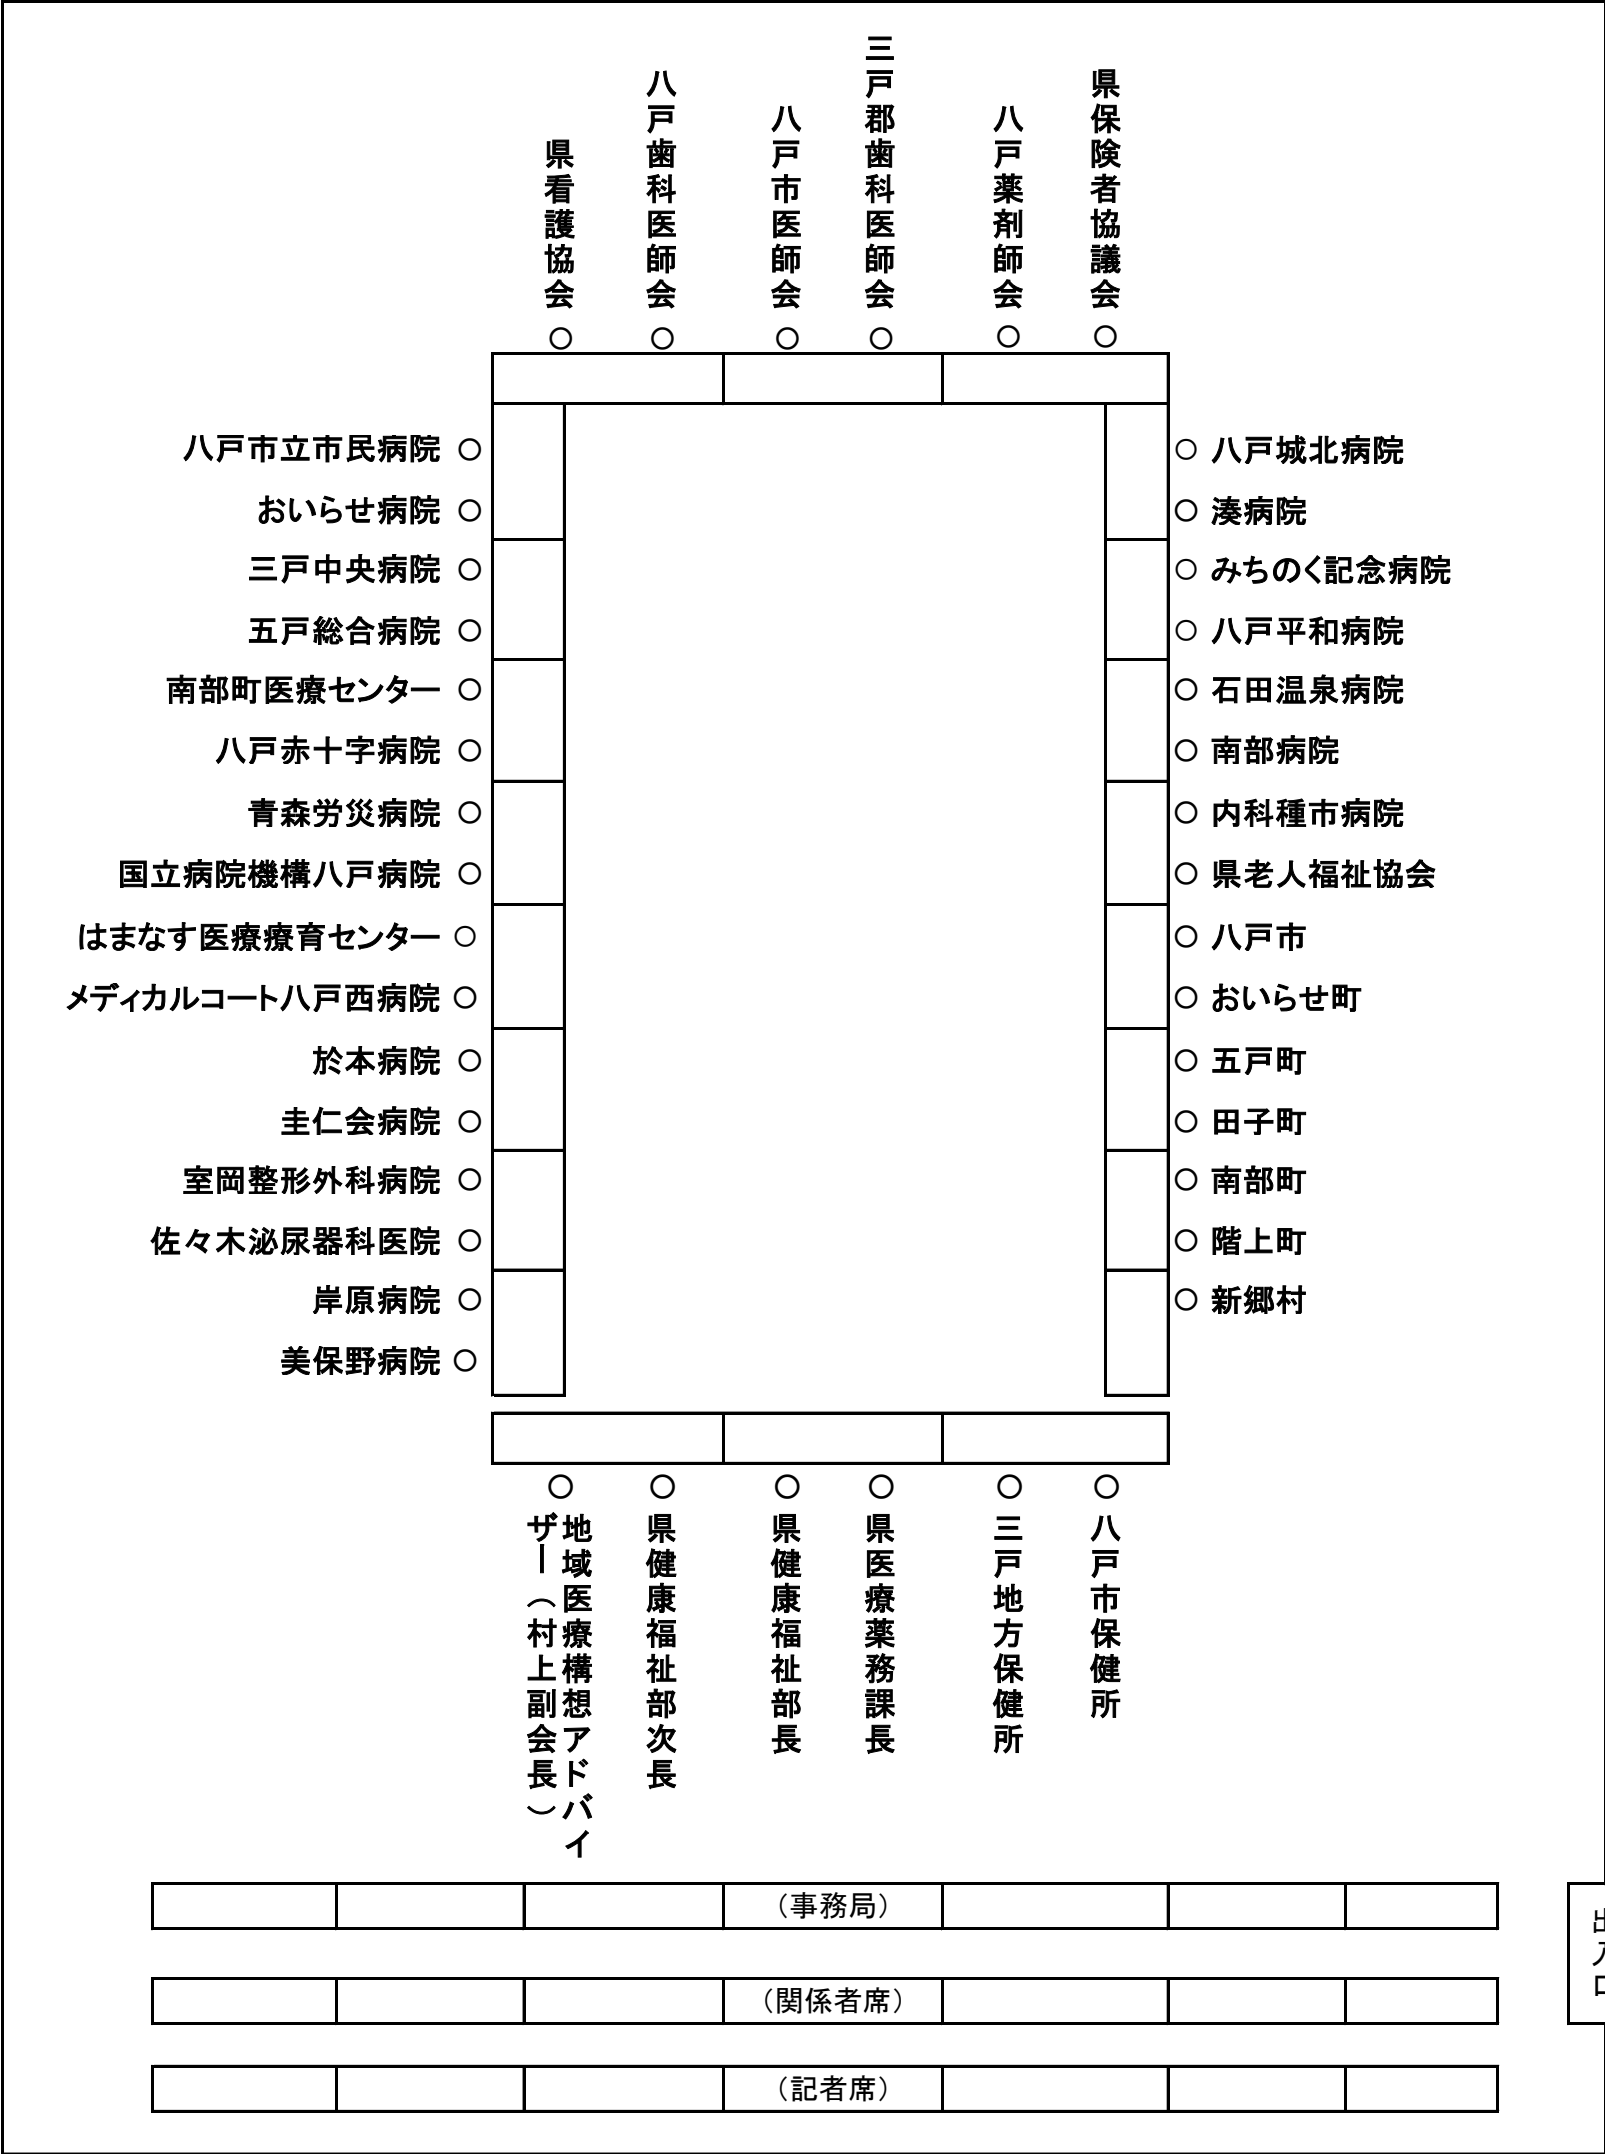 県看護協会
八戸歯科医師会
八戸市医師会
三戸郡歯科医師会
八戸薬剤師会
県保険者協議会
○ ○ ○ ○ ○ ○
八戸市立市民病院 ○
○ 八戸城北病院
おいらせ病院 ○
○ 湊病院
三戸中央病院 ○
○ みちのく記念病院
五戸総合病院 ○
○ 八戸平和病院
南部町医療センター ○
○ 石田温泉病院
八戸赤十字病院 ○
○ 南部病院
青森労災病院 ○
○ 内科種市病院
国立病院機構八戸病院 ○
○ 県老人福祉協会
はまなす医療療育センター ○
○ 八戸市
メディカルコート八戸西病院 ○
○ おいらせ町
於本病院 ○
○ 五戸町
圭仁会病院 ○
○ 田子町
室岡整形外科病院 ○
○ 南部町
佐々木泌尿器科医院 ○
○ 階上町
岸原病院 ○
○ 新郷村
美保野病院 ○
○ ○ ○ ○ ○ ○
地域医療構想アドバイ
ザー（村上副会長）
県健康福祉部次長
県健康福祉部長
県医療薬務課長
三戸地方保健所
八戸市保健所
（事務局）
（関係者席）
（記者席）
出入口